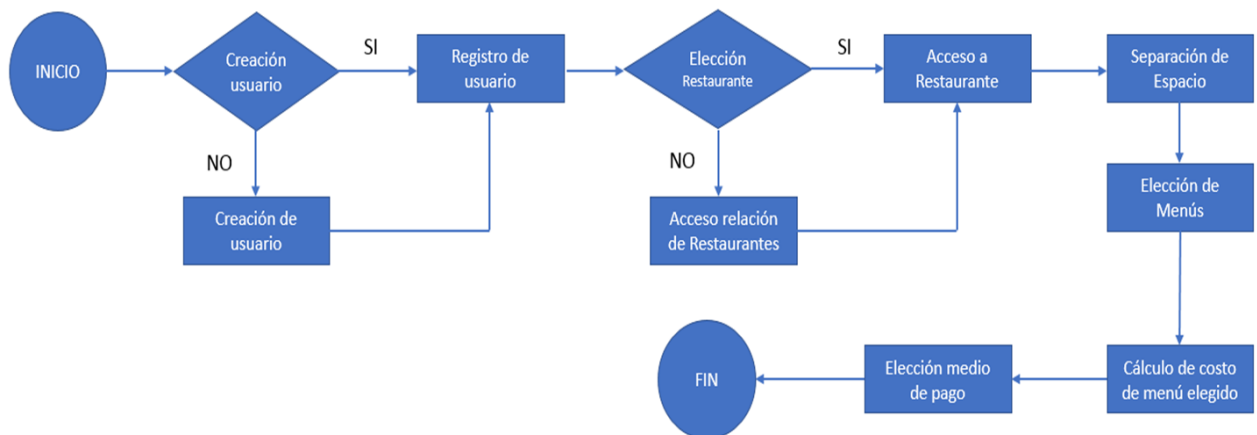 INICIO
Creación
usuario
SI
Registro de
usuario
Elección
Restaurante
SI
Acceso a
Restaurante
Separación de
Espacio
NO
Creación de
usuario
NO
Acceso relación
de Restaurantes
Elección de
Menús
Cálculo de costo
de menú elegido
Elección medio
de pago
FIN